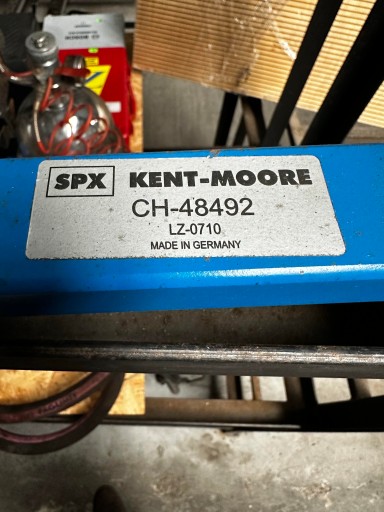 SPX KENT-MOORE
CH-48492
LZ-0710
MADE IN GERMANY